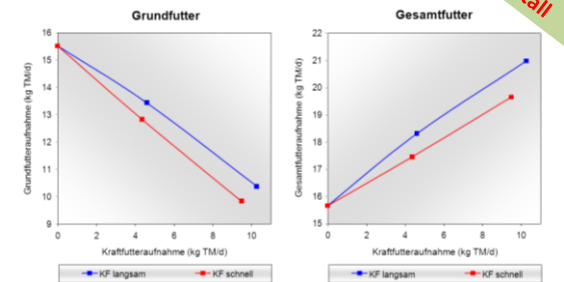 tall
Grundfutter
Grundfutteraufnahme (kg TM/d)
16
15
14
13
12
11
10
9
0 2 4 6 8 10
Kraftfutteraufnahme (kg TM/d)
KF langsam KF schnell
Gesamtfutter
Gesamtfutteraufnahme (kg TM/d)
22
21
20
19
18
17
16
15
0 2 4 6 8 10
Kraftfutteraufnahme (kg TM/d)
KF langsam KF schnell